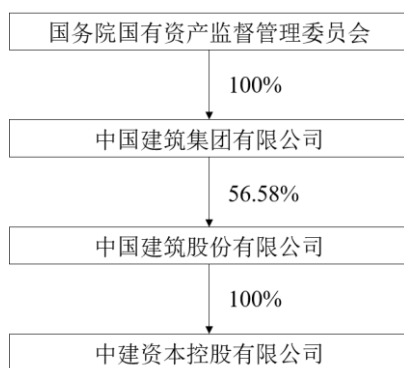 国务院国有资产监督管理委员会
100%
中国建筑集团有限公司
56.58%
中国建筑股份有限公司
100%
中建资本控股有限公司